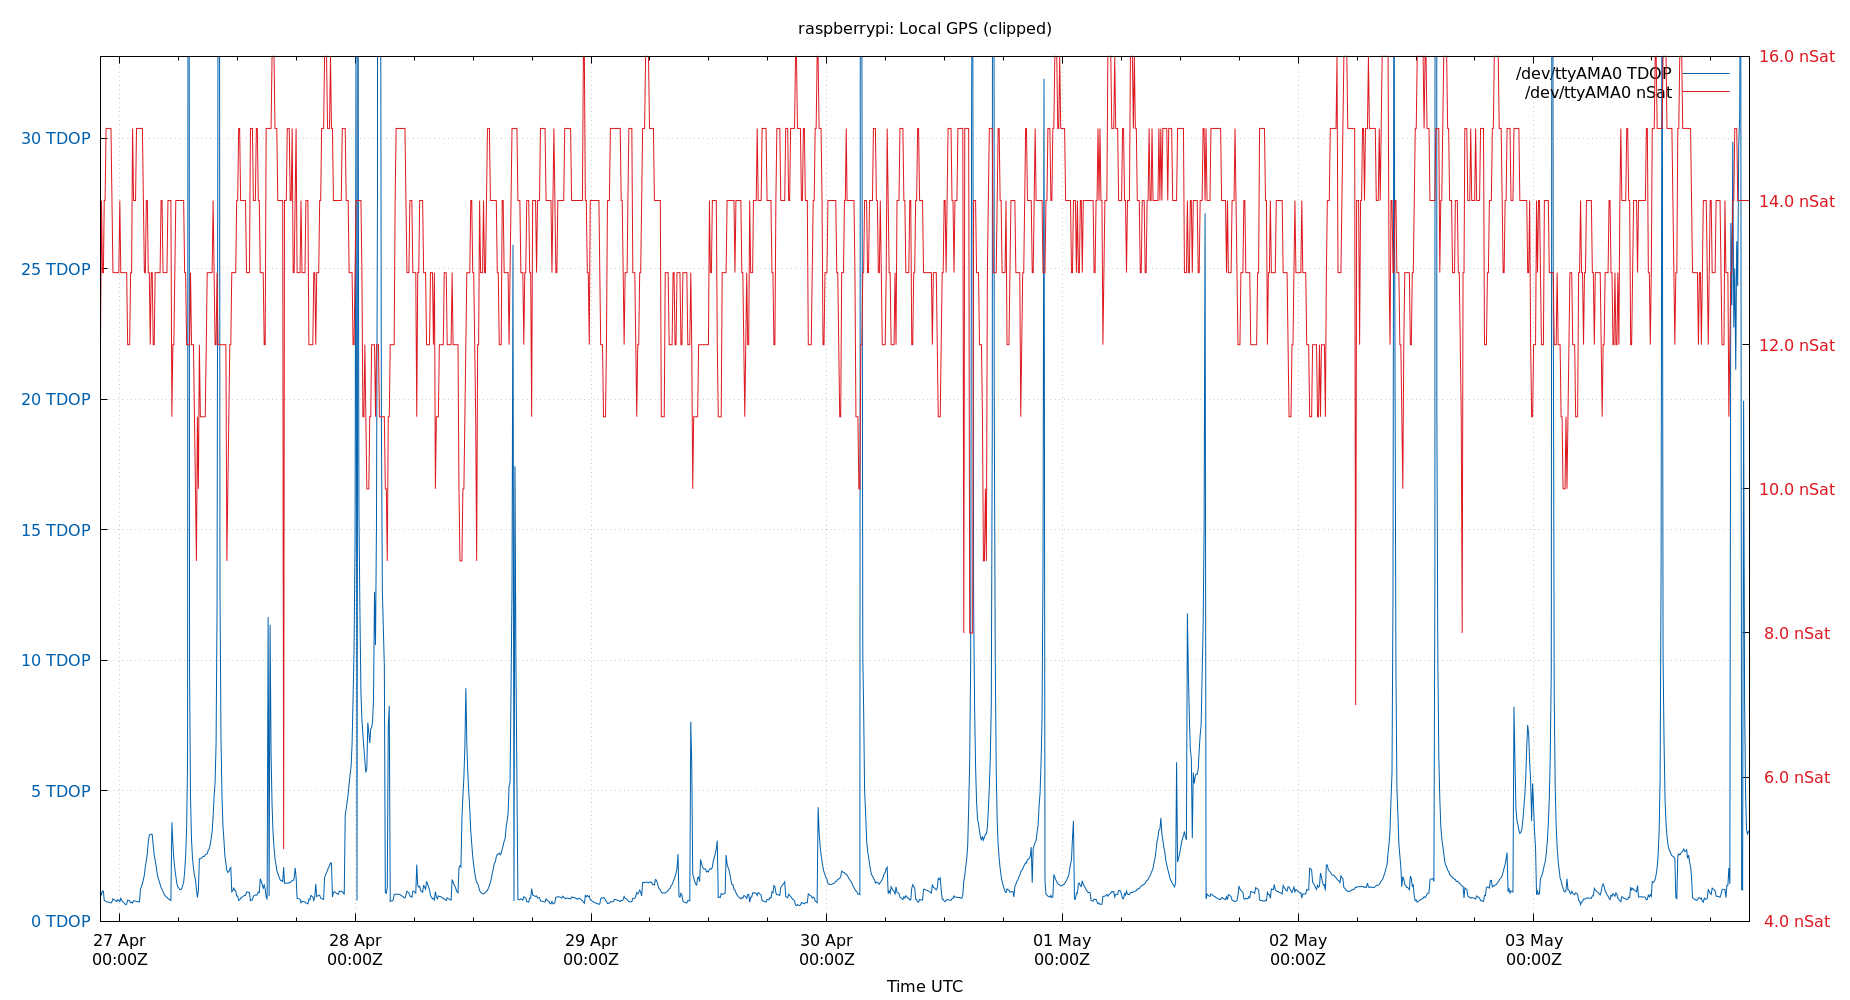 raspberrypi: Local GPS (clipped)
/dev/ttyAMA0 TDOP
/dev/ttyAMA0 nSat
30 TDOP
25 TDOP
20 TDOP
15 TDOP
10 TDOP
5 TDOP
0 TDOP
16.0 nSat
14.0 nSat
12.0 nSat
10.0 nSat
8.0 nSat
6.0 nSat
4.0 nSat
27 Apr 28 Apr 29 Apr 30 Apr 01 May 02 May 03 May
00:00Z 00:00Z 00:00Z 00:00Z 00:00Z 00:00Z 00:00Z
Time UTC